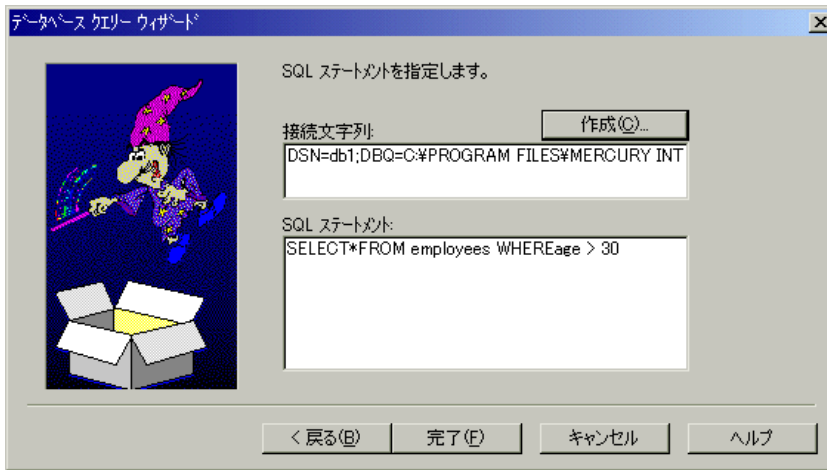 データベース クエリー ウィザード
SQL ステートメントを指定します。
接続文字列:
作成(C)...
DSN=db1;DBQ=C:¥PROGRAM FILES¥MERCURY INT
SQL ステートメント:
SELECT*FROM employees WHEREage > 30
< 戻る(B)
完了(F)
キャンセル
ヘルプ